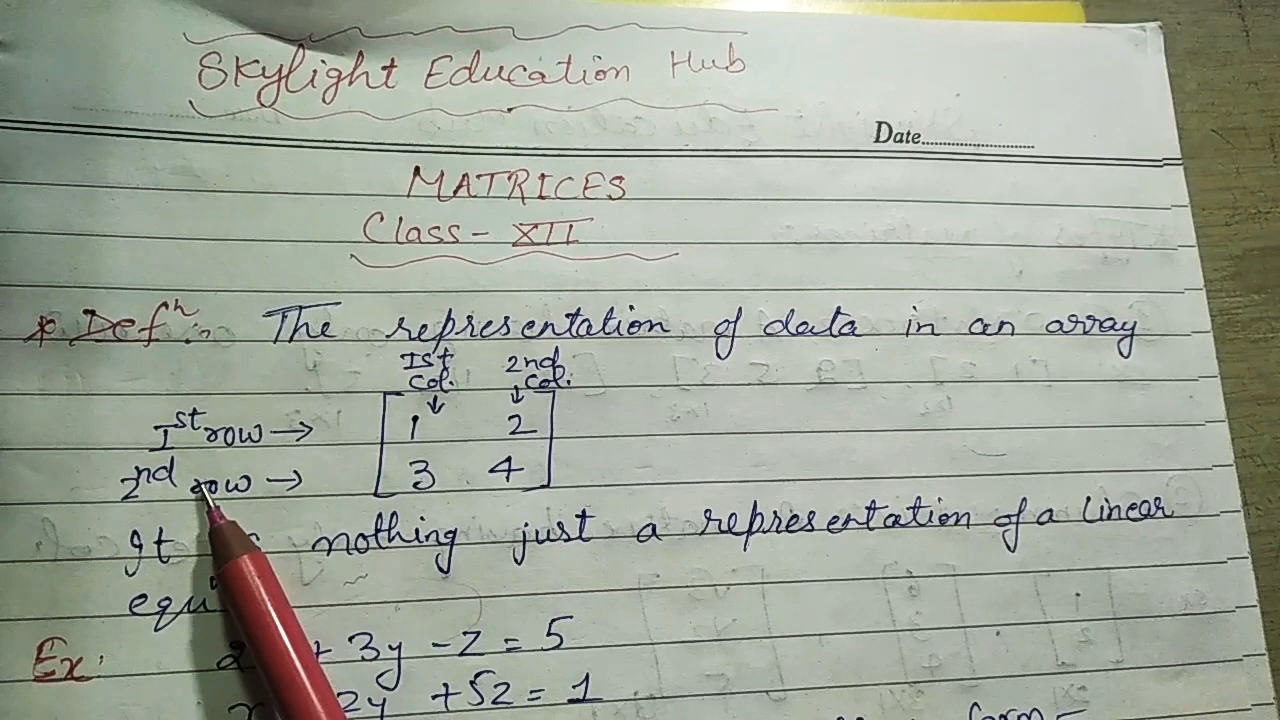 Skylight Education Hub
Date
MATRICES
Class - XII
* Defⁿ:- The representation of data in an array
Ist 2nd
Col. Col.
Ist row → [ 1 2
2nd row → 3 4 ]
It nothing just a representation of a linear
Ex: + 3y - z = 5
2y + 5z = 1
form -